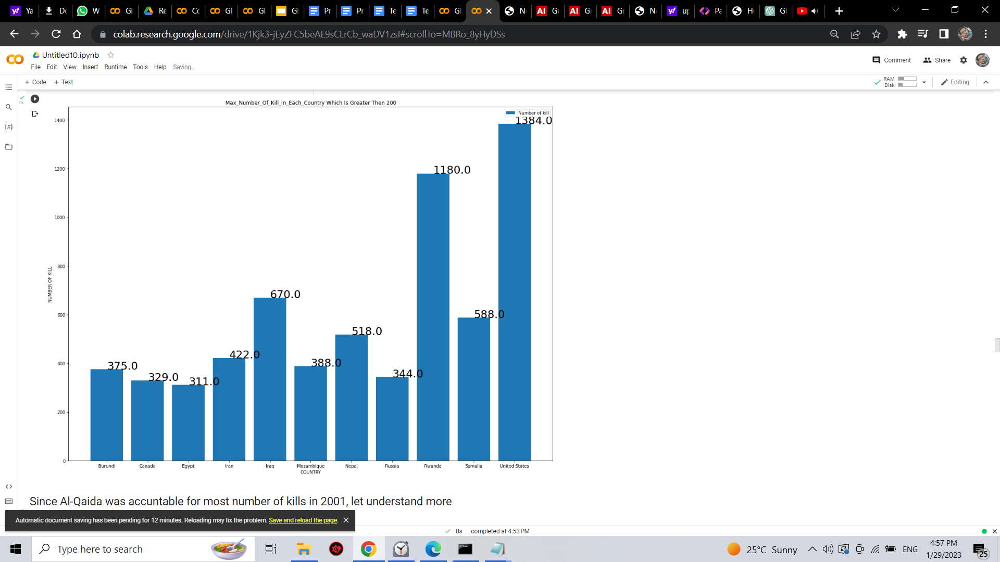 Ya
Do
W
Gl
Re
Co
Gl
Gl
Gl
Pr
Pr
Te
Te
Gl
N
Gr
Gr
Gr
N
up
Pa
H
Gl
colab.research.google.com/drive/1Kjk3-jEyZFC5beAE9sCLrCb_waDV1zsI#scrollTo=MBRo_8yHyDSs
Untitled10.ipynb
Comment
Share
File Edit View Insert Runtime Tools Help Saving...
+ Code + Text
RAM
Disk
Editing
0s
Max_Number_Of_Kill_In_Each_Country Which Is Greater Then 200
Number of kill
1400
1200
1000
800
600
400
200
0
NUMBER OF KILL
375.0
329.0
311.0
422.0
670.0
388.0
518.0
344.0
1180.0
588.0
1384.0
Burundi Canada Egypt Iran Iraq Mozambique Nepal Russia Rwanda Somalia United States
COUNTRY
Since Al-Qaida was accuntable for most number of kills in 2001, let understand more
Automatic document saving has been pending for 12 minutes. Reloading may fix the problem. Save and reload the page.
0s completed at 4:53 PM
Type here to search
25°C Sunny
ENG
4:57 PM
1/29/2023
25